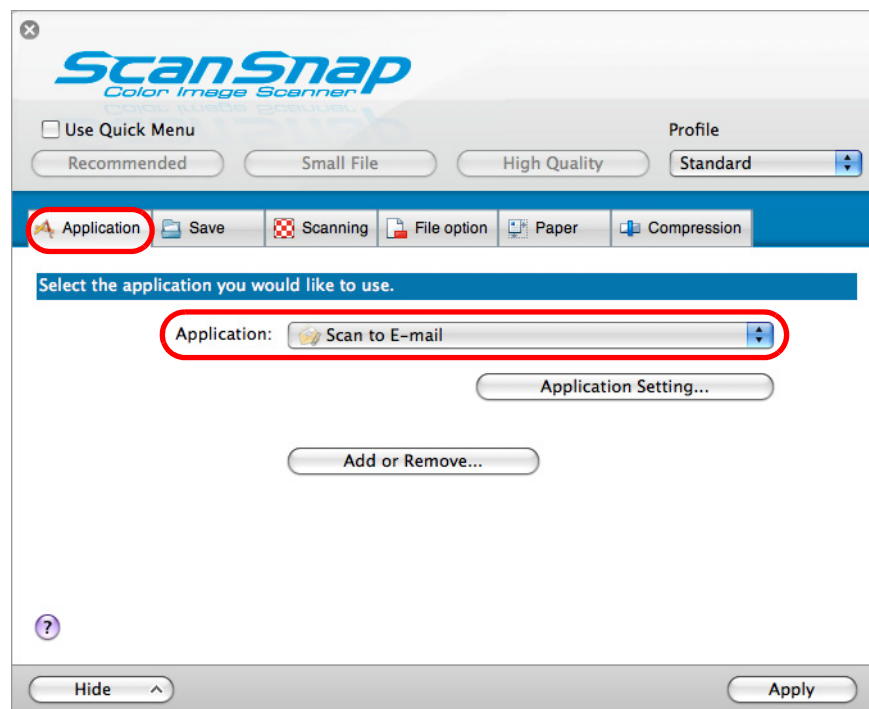 ScanSnap
Color Image Scanner
Use Quick Menu
Profile
Recommended Small File High Quality Standard
Application Save Scanning File option Paper Compression
Select the application you would like to use.
Application: Scan to E-mail
Application Setting...
Add or Remove...
?
Hide Apply